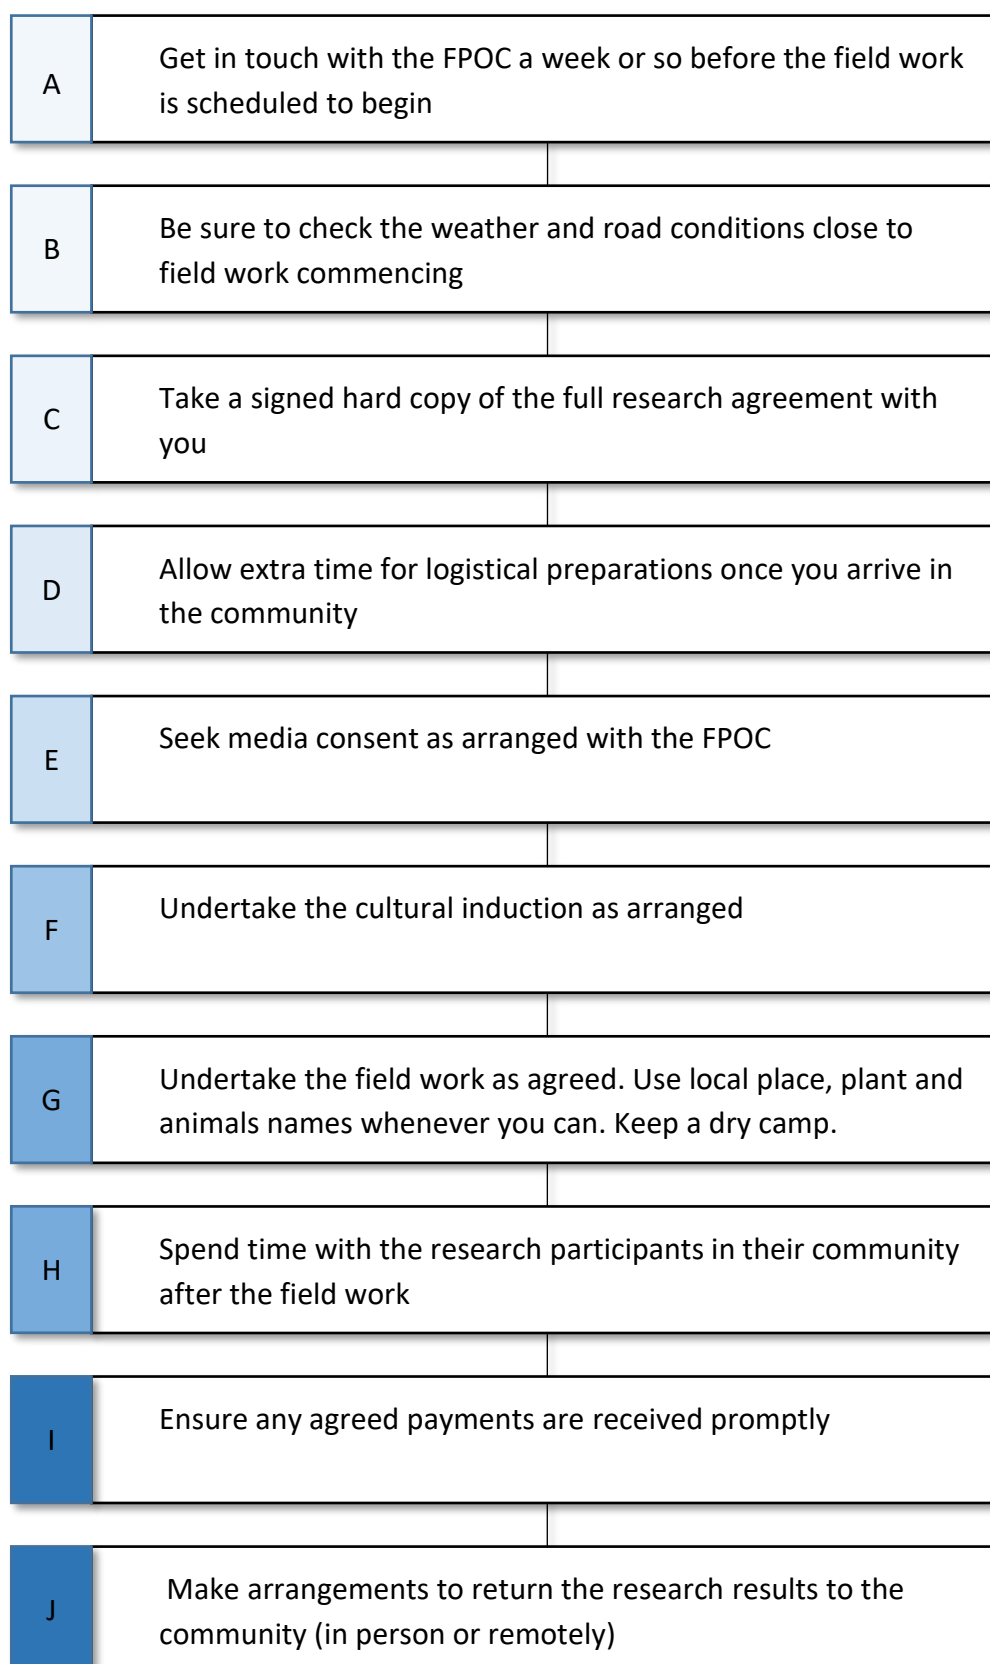 A
Get in touch with the FPOC a week or so before the field work
is scheduled to begin
B
Be sure to check the weather and road conditions close to
field work commencing
C
Take a signed hard copy of the full research agreement with
you
D
Allow extra time for logistical preparations once you arrive in
the community
E
Seek media consent as arranged with the FPOC
F
Undertake the cultural induction as arranged
G
Undertake the field work as agreed. Use local place, plant and
animals names whenever you can. Keep a dry camp.
H
Spend time with the research participants in their community
after the field work
I
Ensure any agreed payments are received promptly
J
Make arrangements to return the research results to the
community (in person or remotely)